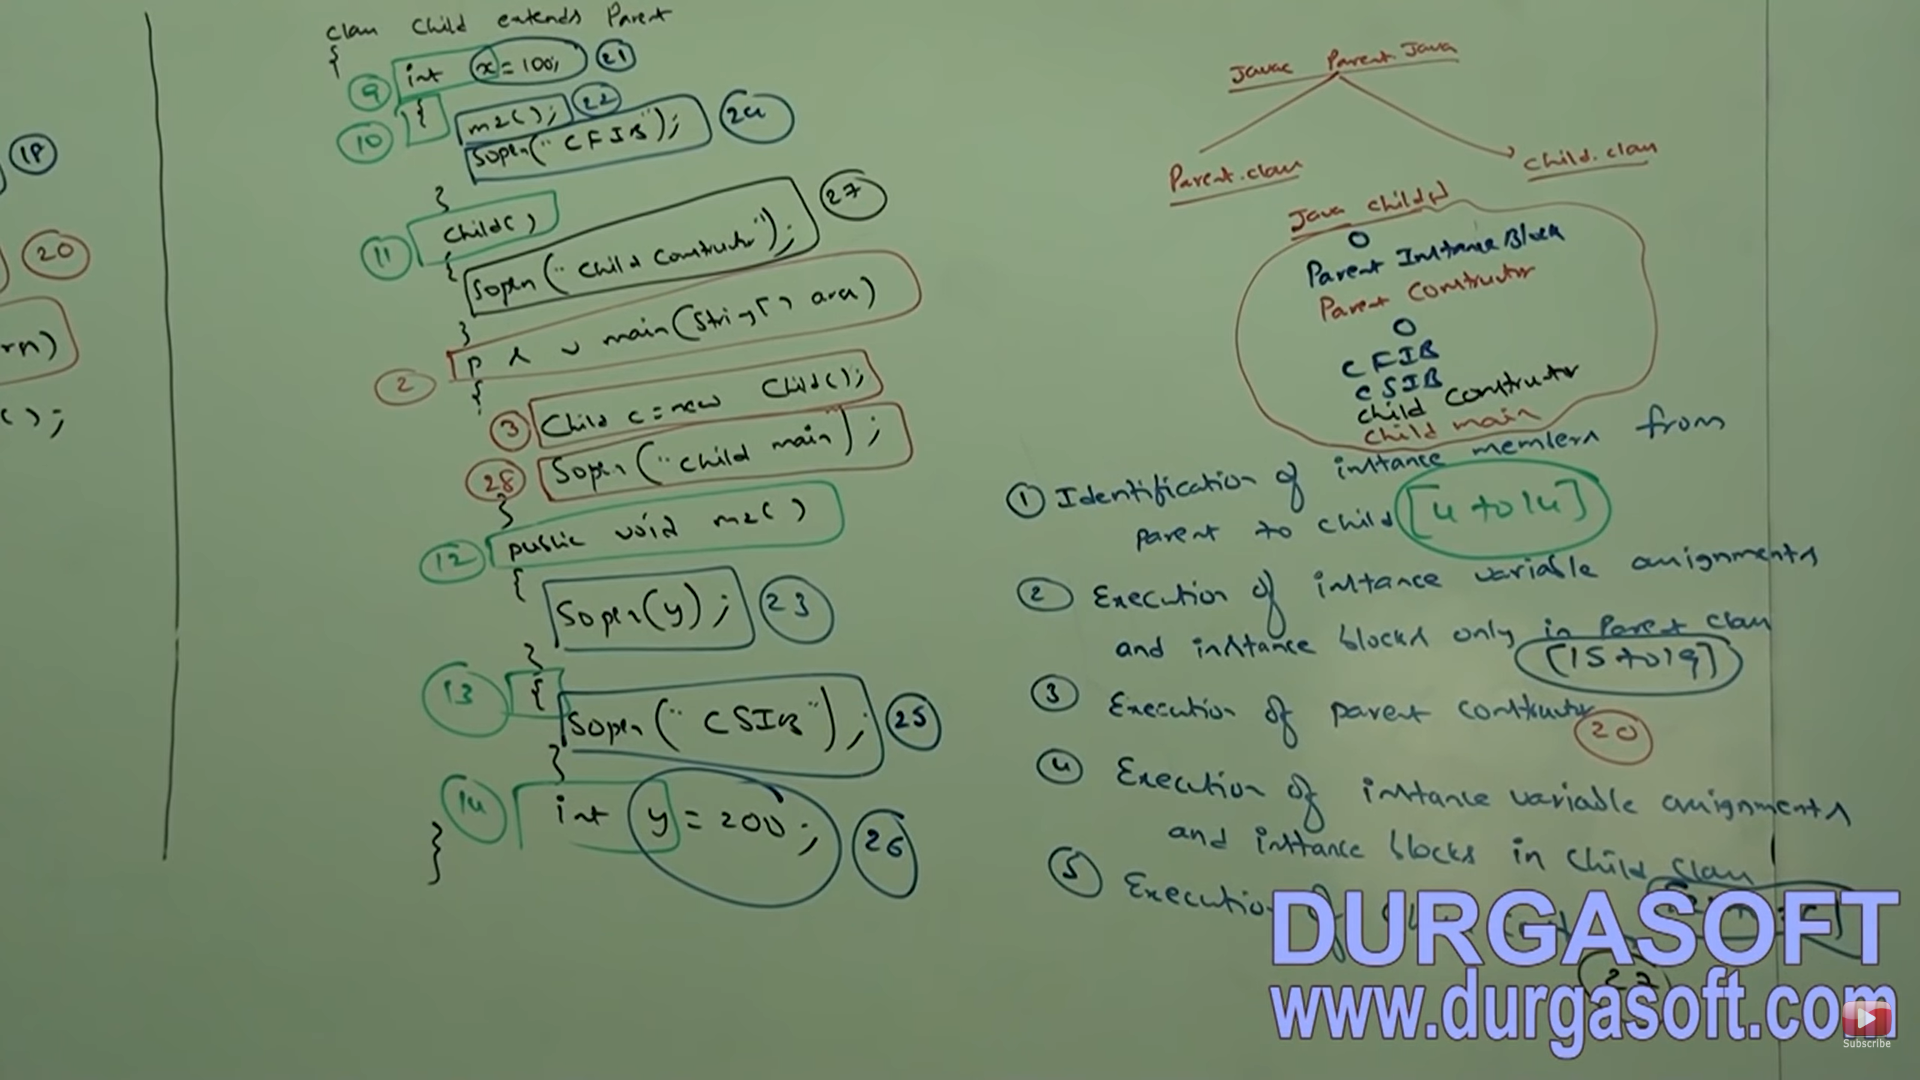 18
20
rn)
();
class Child extends Parent
{
9 int x = 100; 21
10 { m2(); 22
Sopln("CFIB"); 24
}
11 Child()
{
Sopln("Child Constructor"); 27
}
2 P S V main(String[] args)
{
3 Child c = new Child();
28 Sopln("Child main");
}
12 public void m2()
{
Sopln(y); 23
}
13 {
Sopln("CSIB"); 25
}
14 int y = 200; 26
}
Javac Parent.Java
Parent.class Child.class
Java Child↵
0
Parent Instance Block
Parent Constructor
0
CFIB
CSIB
Child Constructor
Child main
① Identification of instance members from
parent to child [4 to 14]
② Execution of instance variable assignments
and instance blocks only in Parent class
[15 to 19]
③ Execution of parent constructor
20
④ Execution of instance variable assignments
and instance blocks in Child class
⑤ Execution of
27
DURGASOFT
www.durgasoft.com
Subscribe